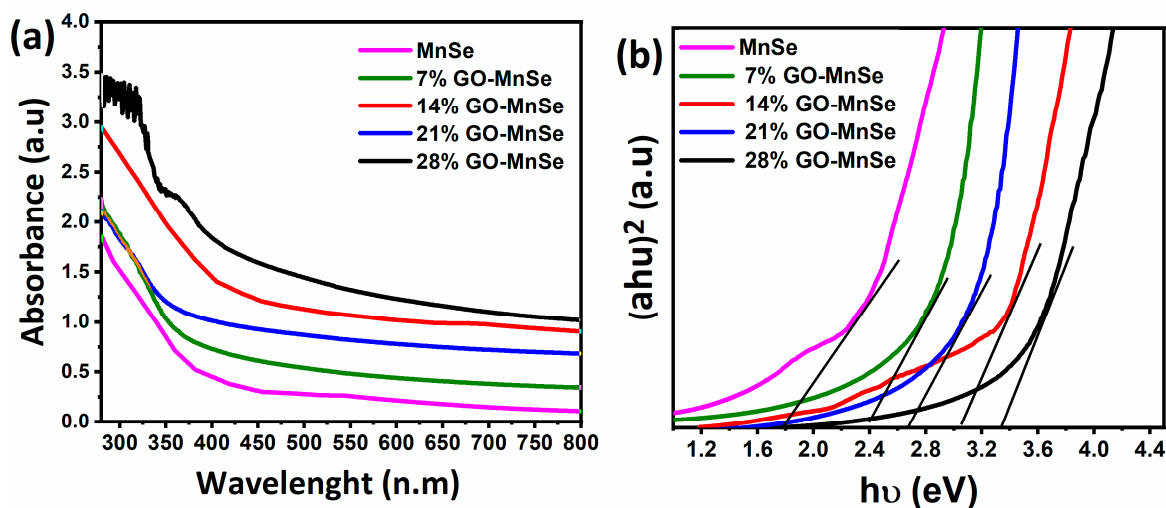 (a)
MnSe
7% GO-MnSe
14% GO-MnSe
21% GO-MnSe
28% GO-MnSe
Absorbance (a.u)
4.0
3.5
3.0
2.5
2.0
1.5
1.0
0.5
0.0
300 350 400 450 500 550 600 650 700 750 800
Wavelenght (n.m)
(b)
MnSe
7% GO-MnSe
14% GO-MnSe
21% GO-MnSe
28% GO-MnSe
(ahu)² (a.u)
1.2 1.6 2.0 2.4 2.8 3.2 3.6 4.0 4.4
hυ (eV)